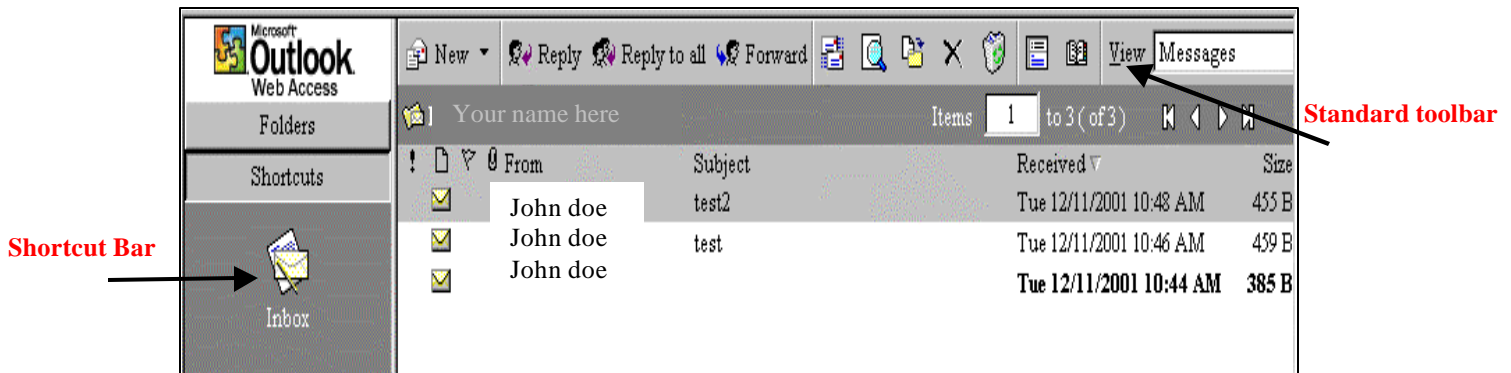 Microsoft
Outlook
Web Access
New Reply Reply to all Forward View Messages
Folders
Your name here Items 1 to 3 ( of 3 )
Standard toolbar
Shortcuts
! From Subject Received Size
John doe test2 Tue 12/11/2001 10:48 AM 455 B
John doe test Tue 12/11/2001 10:46 AM 459 B
John doe Tue 12/11/2001 10:44 AM 385 B
Shortcut Bar
Inbox